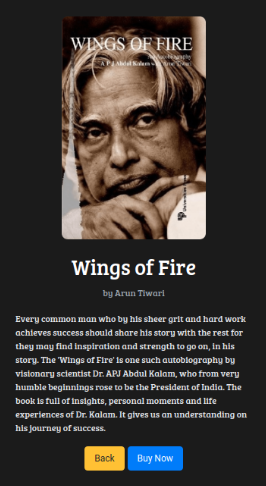 WINGS OF FIRE
An Autobiography
A P J Abdul Kalam with Arun Tiwari
Wings of Fire
by Arun Tiwari
Every common man who by his sheer grit and hard work
achieves success should share his story with the rest for
they may find inspiration and strength to go on, in his
story. The 'Wings of Fire' is one such autobiography by
visionary scientist Dr. APJ Abdul Kalam, who from very
humble beginnings rose to be the President of India. The
book is full of insights, personal moments and life
experiences of Dr. Kalam. It gives us an understanding on
his journey of success.
Back
Buy Now